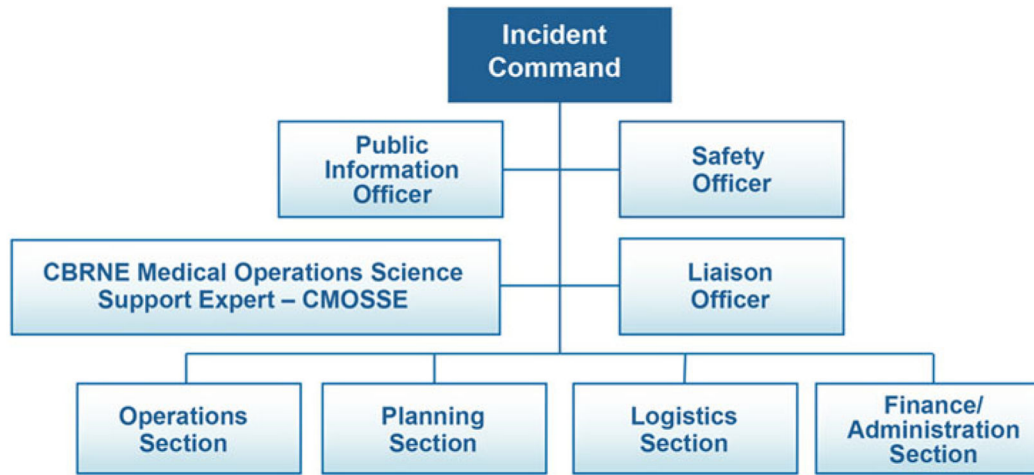 Incident
Command
Public
Information
Officer
Safety
Officer
CBRNE Medical Operations Science
Support Expert – CMOSSE
Liaison
Officer
Operations
Section
Planning
Section
Logistics
Section
Finance/
Administration
Section